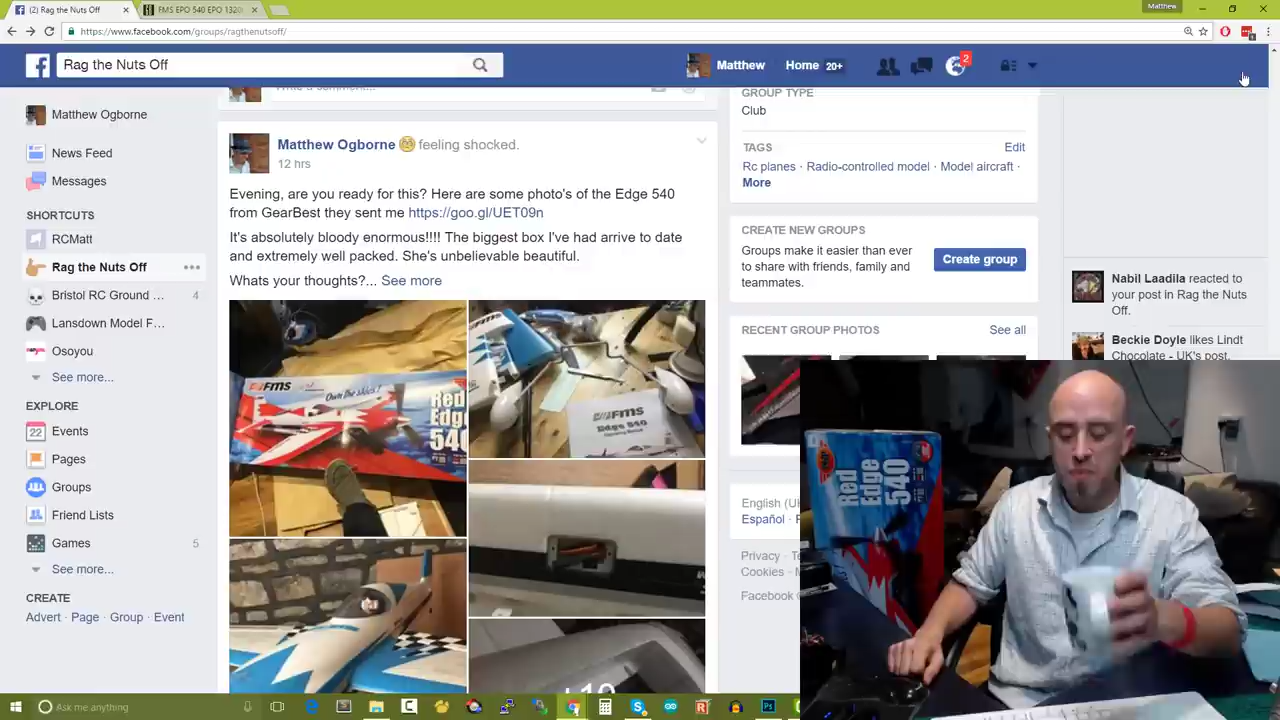 (2) Rag the Nuts Off
FMS EPO 540 EPO 1320
Matthew
https://www.facebook.com/groups/ragthenutsoff/
Rag the Nuts Off
Matthew
Home 20+
2
Matthew Ogborne
News Feed
Messages
SHORTCUTS
RCMatt
Rag the Nuts Off
Bristol RC Ground ... 4
Lansdown Model F...
Osoyou
See more...
EXPLORE
22 Events
Pages
Groups
Friend Lists
Games 5
See more...
CREATE
Advert · Page · Group · Event
Matthew Ogborne feeling shocked.
12 hrs
Evening, are you ready for this? Here are some photo's of the Edge 540
from GearBest they sent me https://goo.gl/UET09n
It's absolutely bloody enormous!!!! The biggest box I've had arrive to date
and extremely well packed. She's unbelievable beautiful.
Whats your thoughts?... See more
FMS
Own the skies!
Red
Edge
540
FMS
Edge 540
+19
GROUP TYPE
Club
TAGS Edit
Rc planes · Radio-controlled model · Model aircraft ·
More
CREATE NEW GROUPS
Groups make it easier than ever
to share with friends, family and
teammates.
Create group
RECENT GROUP PHOTOS See all
English (U
Español · F
Privacy · Te
Cookies ·
Facebook ©
Nabil Laadila reacted to
your post in Rag the Nuts
Off.
Beckie Doyle likes Lindt
Chocolate - UK's post.
Red
Edge
540
Ask me anything